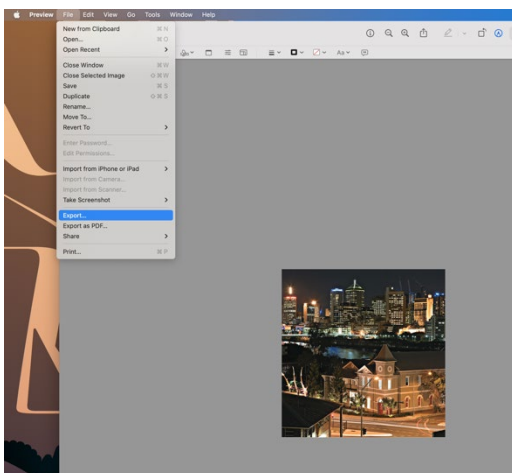 Preview File Edit View Go Tools Window Help
New from Clipboard ⌘ N
Open... ⌘ O
Open Recent >
Close Window ⌘ W
Close Selected Image ⇧ ⌘ W
Save ⌘ S
Duplicate ⇧ ⌘ S
Rename...
Move To...
Revert To >
Enter Password...
Edit Permissions...
Import from iPhone or iPad >
Import from Camera...
Import from Scanner...
Take Screenshot >
Export...
Export as PDF...
Share >
Print... ⌘ P
Aa